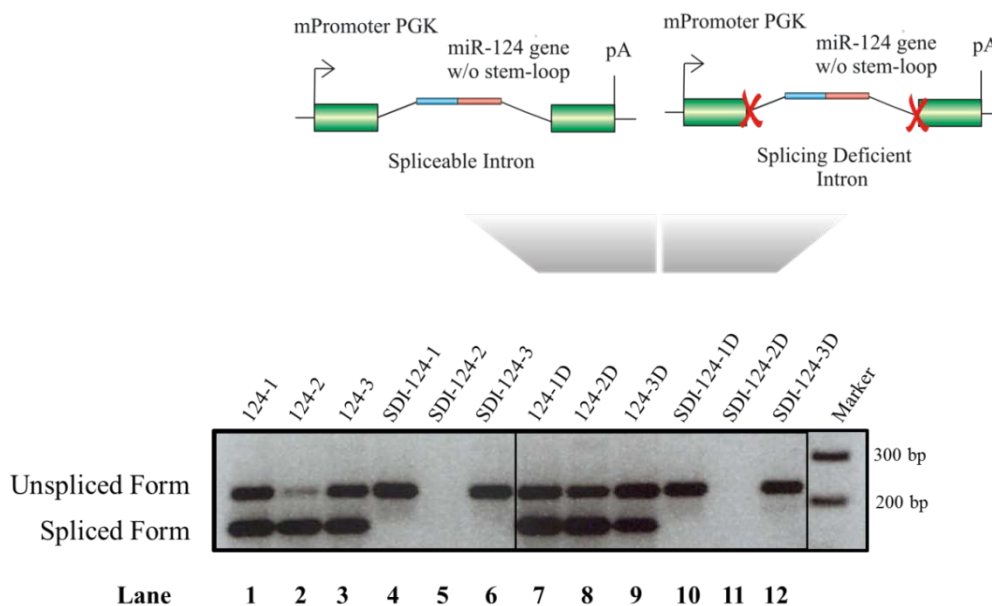 mPromoter PGK
miR-124 gene
w/o stem-loop
pA
Spliceable Intron
mPromoter PGK
miR-124 gene
w/o stem-loop
pA
Splicing Deficient
Intron
124-1
124-2
124-3
SDI-124-1
SDI-124-2
SDI-124-3
124-1D
124-2D
124-3D
SDI-124-1D
SDI-124-2D
SDI-124-3D
Marker
Unspliced Form
Spliced Form
300 bp
200 bp
Lane 1 2 3 4 5 6 7 8 9 10 11 12